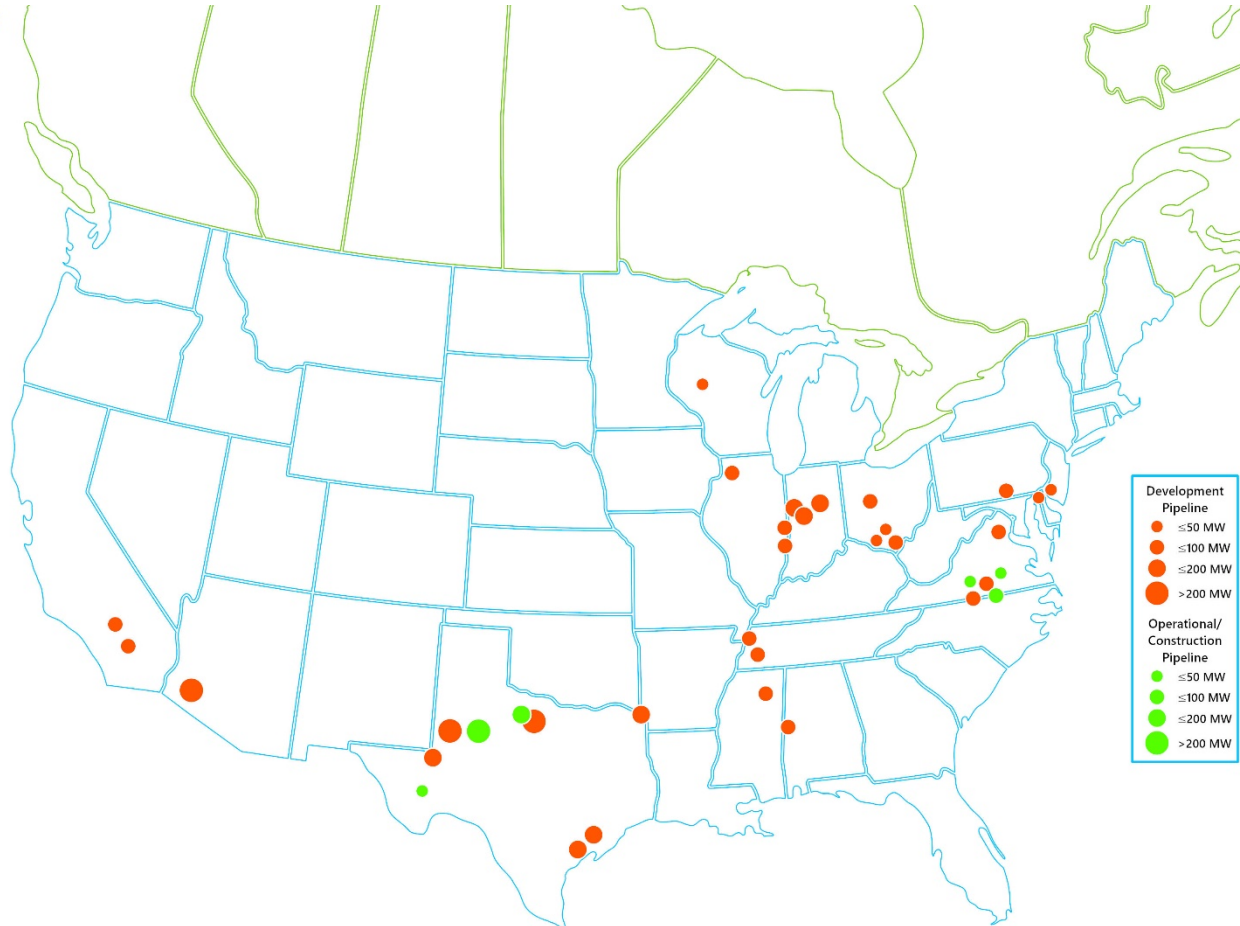 Development
Pipeline
≤50 MW
≤100 MW
≤200 MW
>200 MW
Operational/
Construction
Pipeline
≤50 MW
≤100 MW
≤200 MW
>200 MW